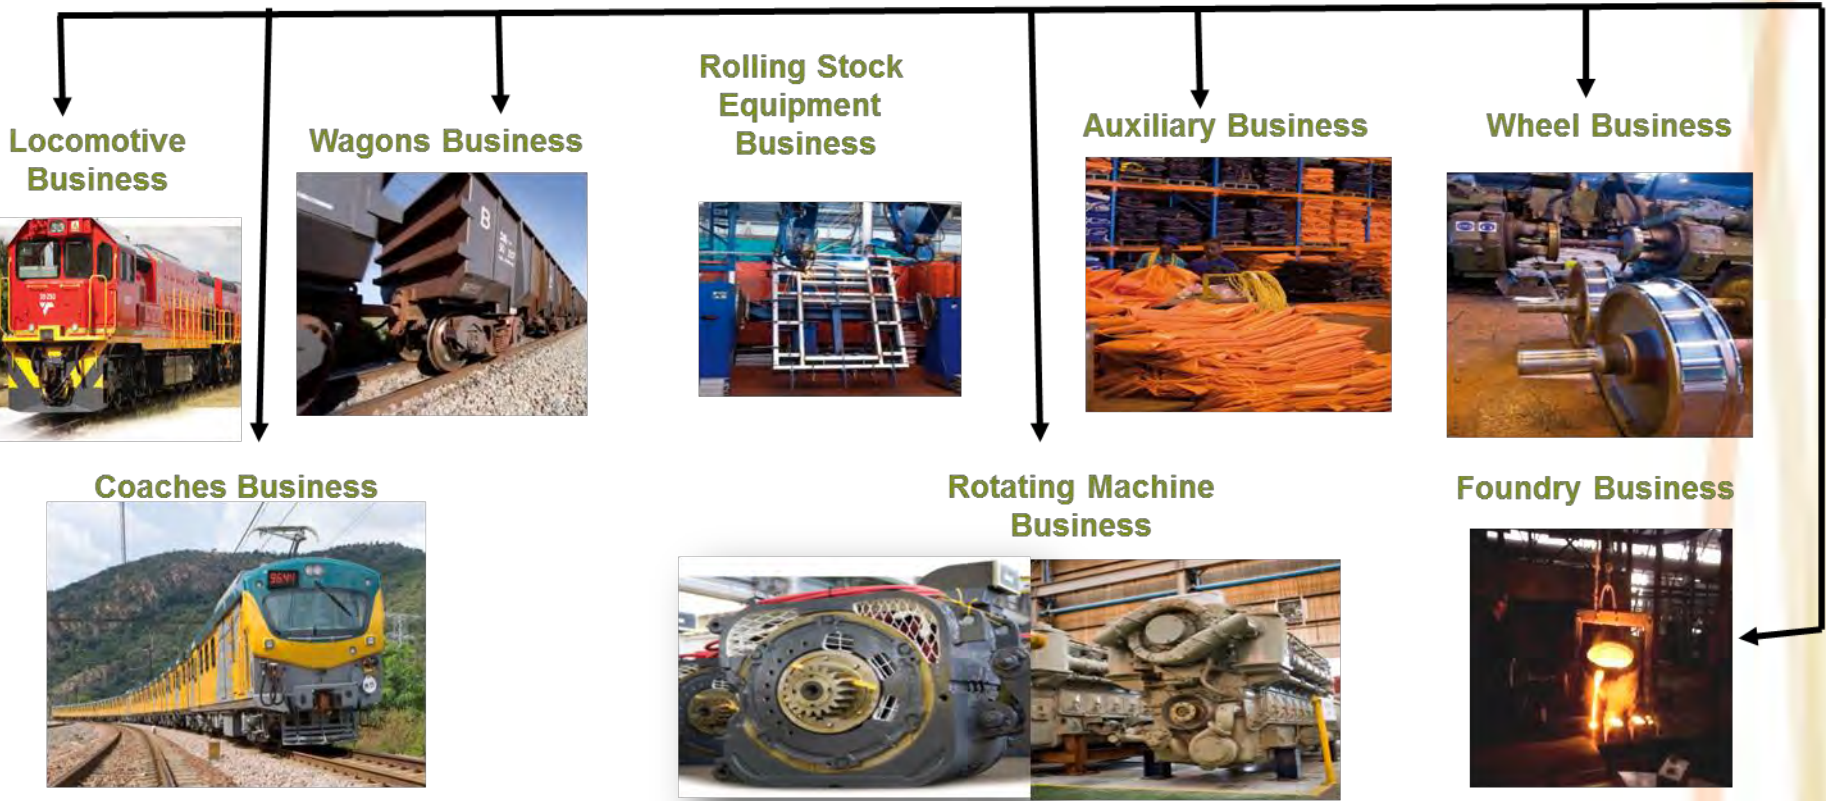 Rolling Stock
Equipment
Business
Locomotive
Business
Wagons Business
Auxiliary Business
Wheel Business
B
Coaches Business
Rotating Machine
Business
Foundry Business